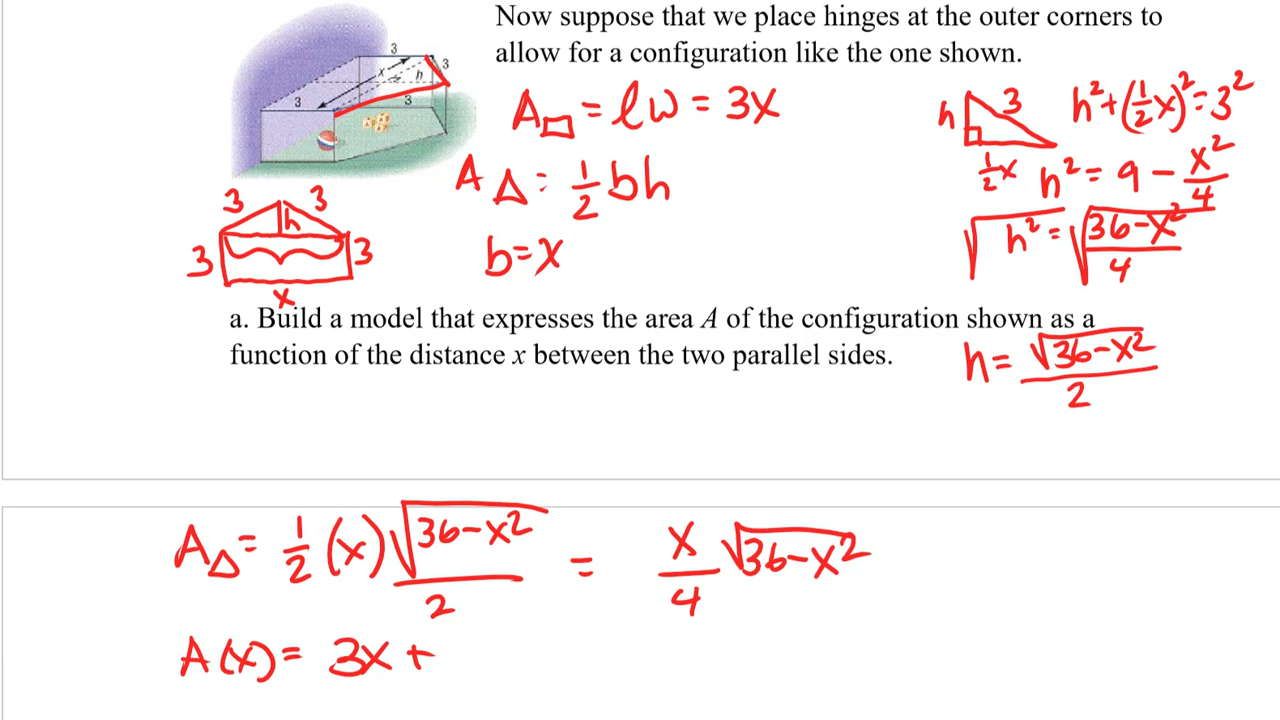 Now suppose that we place hinges at the outer corners to
allow for a configuration like the one shown.
3
3
x
h
3
3
A▭ = lw = 3x
A△ = 1/2 bh
b=x
h 3
1/2x
h²+(1/2x)²=3²
h² = 9 - x²/4
√h² = √(36-x²)/4
h = √36-x²/2
3 3
h
3 3
x
a. Build a model that expresses the area A of the configuration shown as a
function of the distance x between the two parallel sides.
A△ = 1/2 (x) √36-x²/2 = x/4 √36-x²
A(x) = 3x +